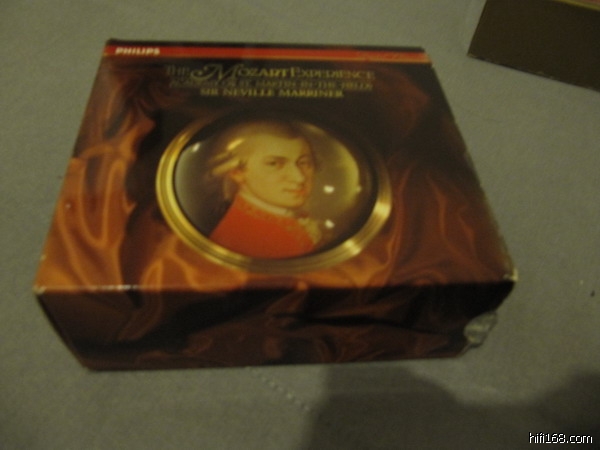 PHILIPS
THE MOZART EXPERIENCE
ACADEMY OF ST. MARTIN-IN-THE-FIELDS
SIR NEVILLE MARRINER
hifi168.com